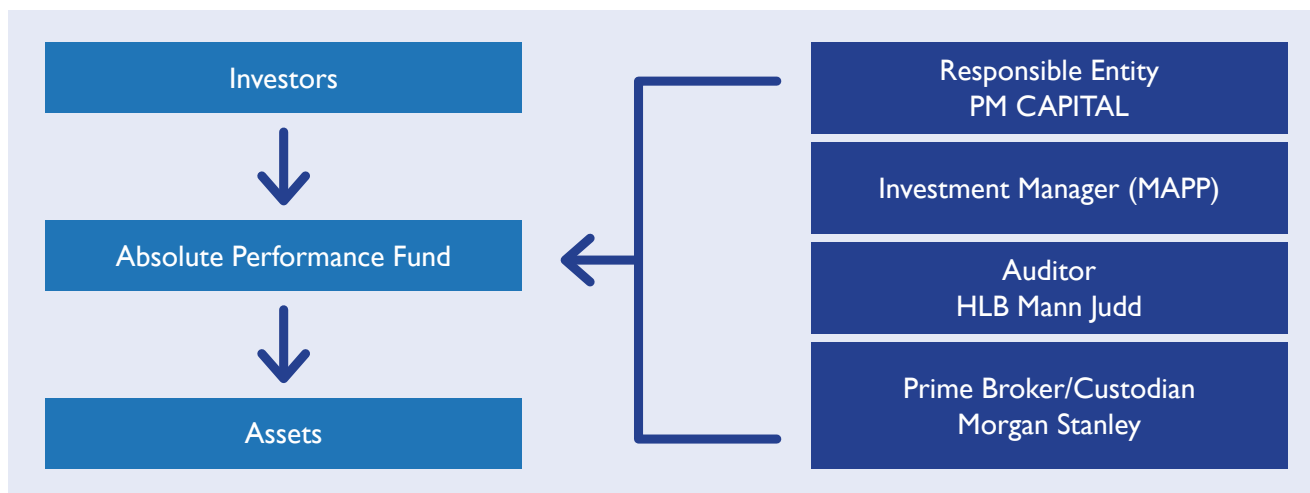 Investors
Absolute Performance Fund
Assets
Responsible Entity
PM CAPITAL
Investment Manager (MAPP)
Auditor
HLB Mann Judd
Prime Broker/Custodian
Morgan Stanley